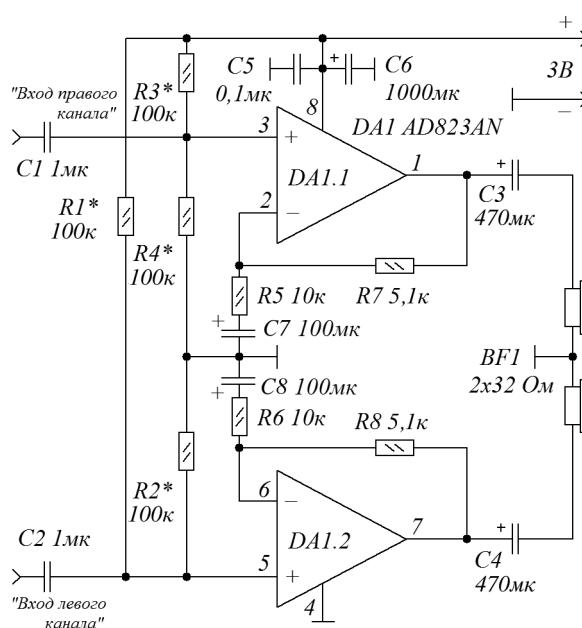 +
C5
0,1мк
+
C6
1000мк
3В
−
"Вход правого
канала"
R3*
100к
8
DA1 AD823AN
3
+
1
C1 1мк
DA1.1
+
C3
470мк
R1*
100к
R4*
100к
2
−
R5 10к
R7 5,1к
+
C7 100мк
BF1
2х32 Ом
C8 100мк
+
R6 10к
R8 5,1к
R2*
100к
6
−
7
C2 1мк
DA1.2
+
C4
470мк
5
+
"Вход левого
канала"
4